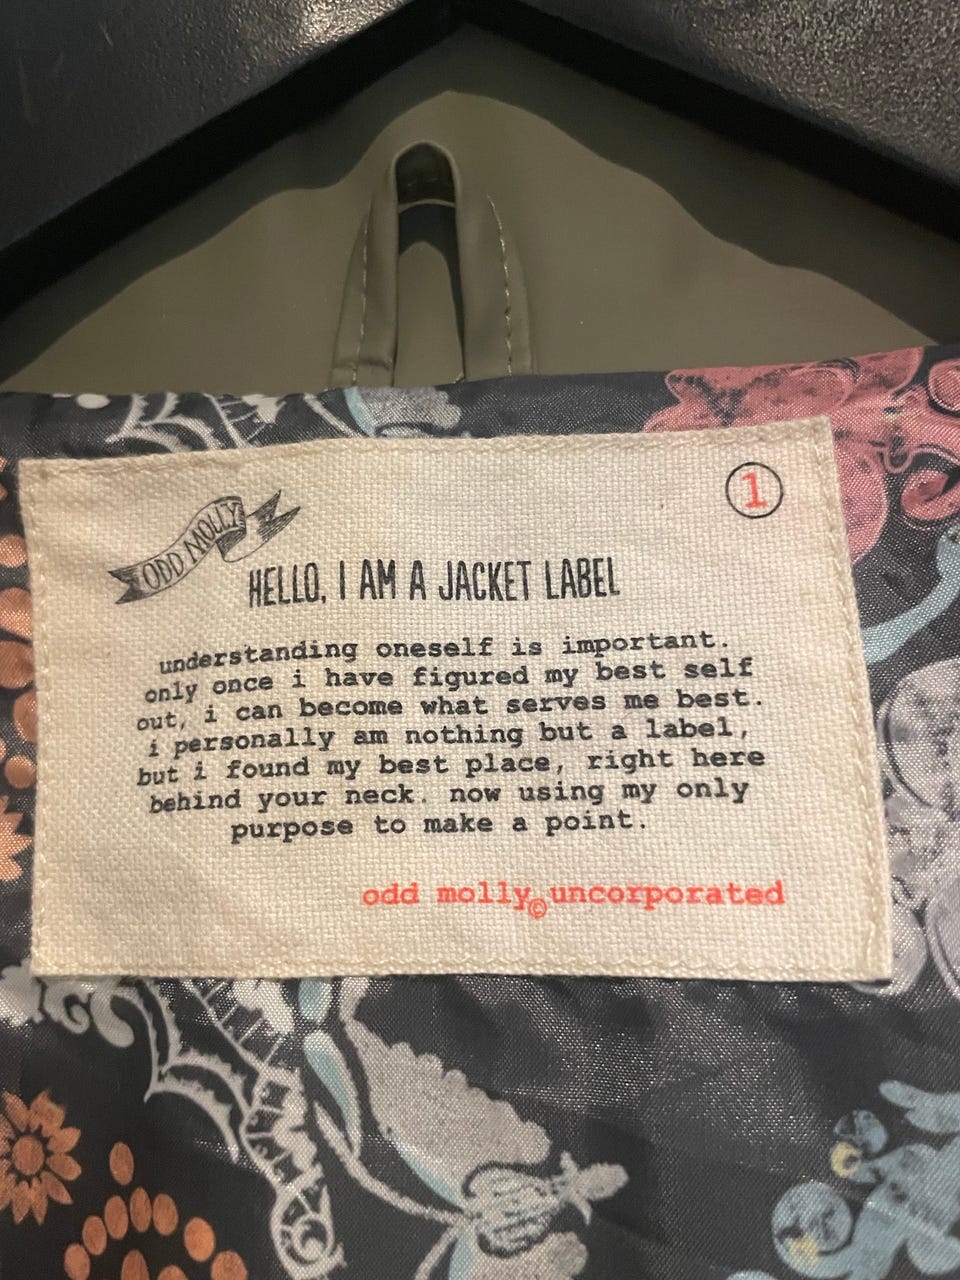 ODD MOLLY
1
HELLO, I AM A JACKET LABEL
understanding oneself is important.
only once i have figured my best self
out, i can become what serves me best.
i personally am nothing but a label,
but i found my best place, right here
behind your neck. now using my only
purpose to make a point.
odd molly©uncorporated